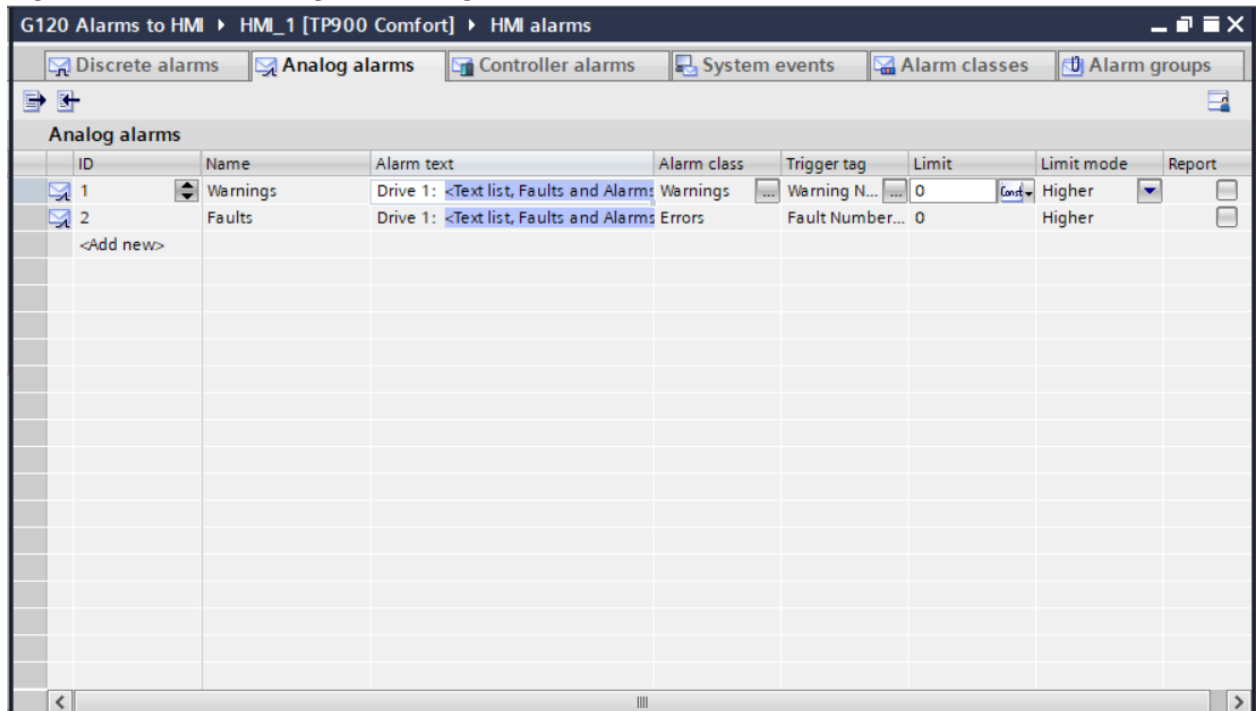 G120 Alarms to HMI ▸ HMI_1 [TP900 Comfort] ▸ HMI alarms
Discrete alarms Analog alarms Controller alarms System events Alarm classes Alarm groups
Analog alarms
ID Name Alarm text Alarm class Trigger tag Limit Limit mode Report
1 Warnings Drive 1: <Text list, Faults and Alarms Warnings ... Warning N... ... 0 Const Higher
2 Faults Drive 1: <Text list, Faults and Alarms Errors Fault Number... 0 Higher
<Add new>